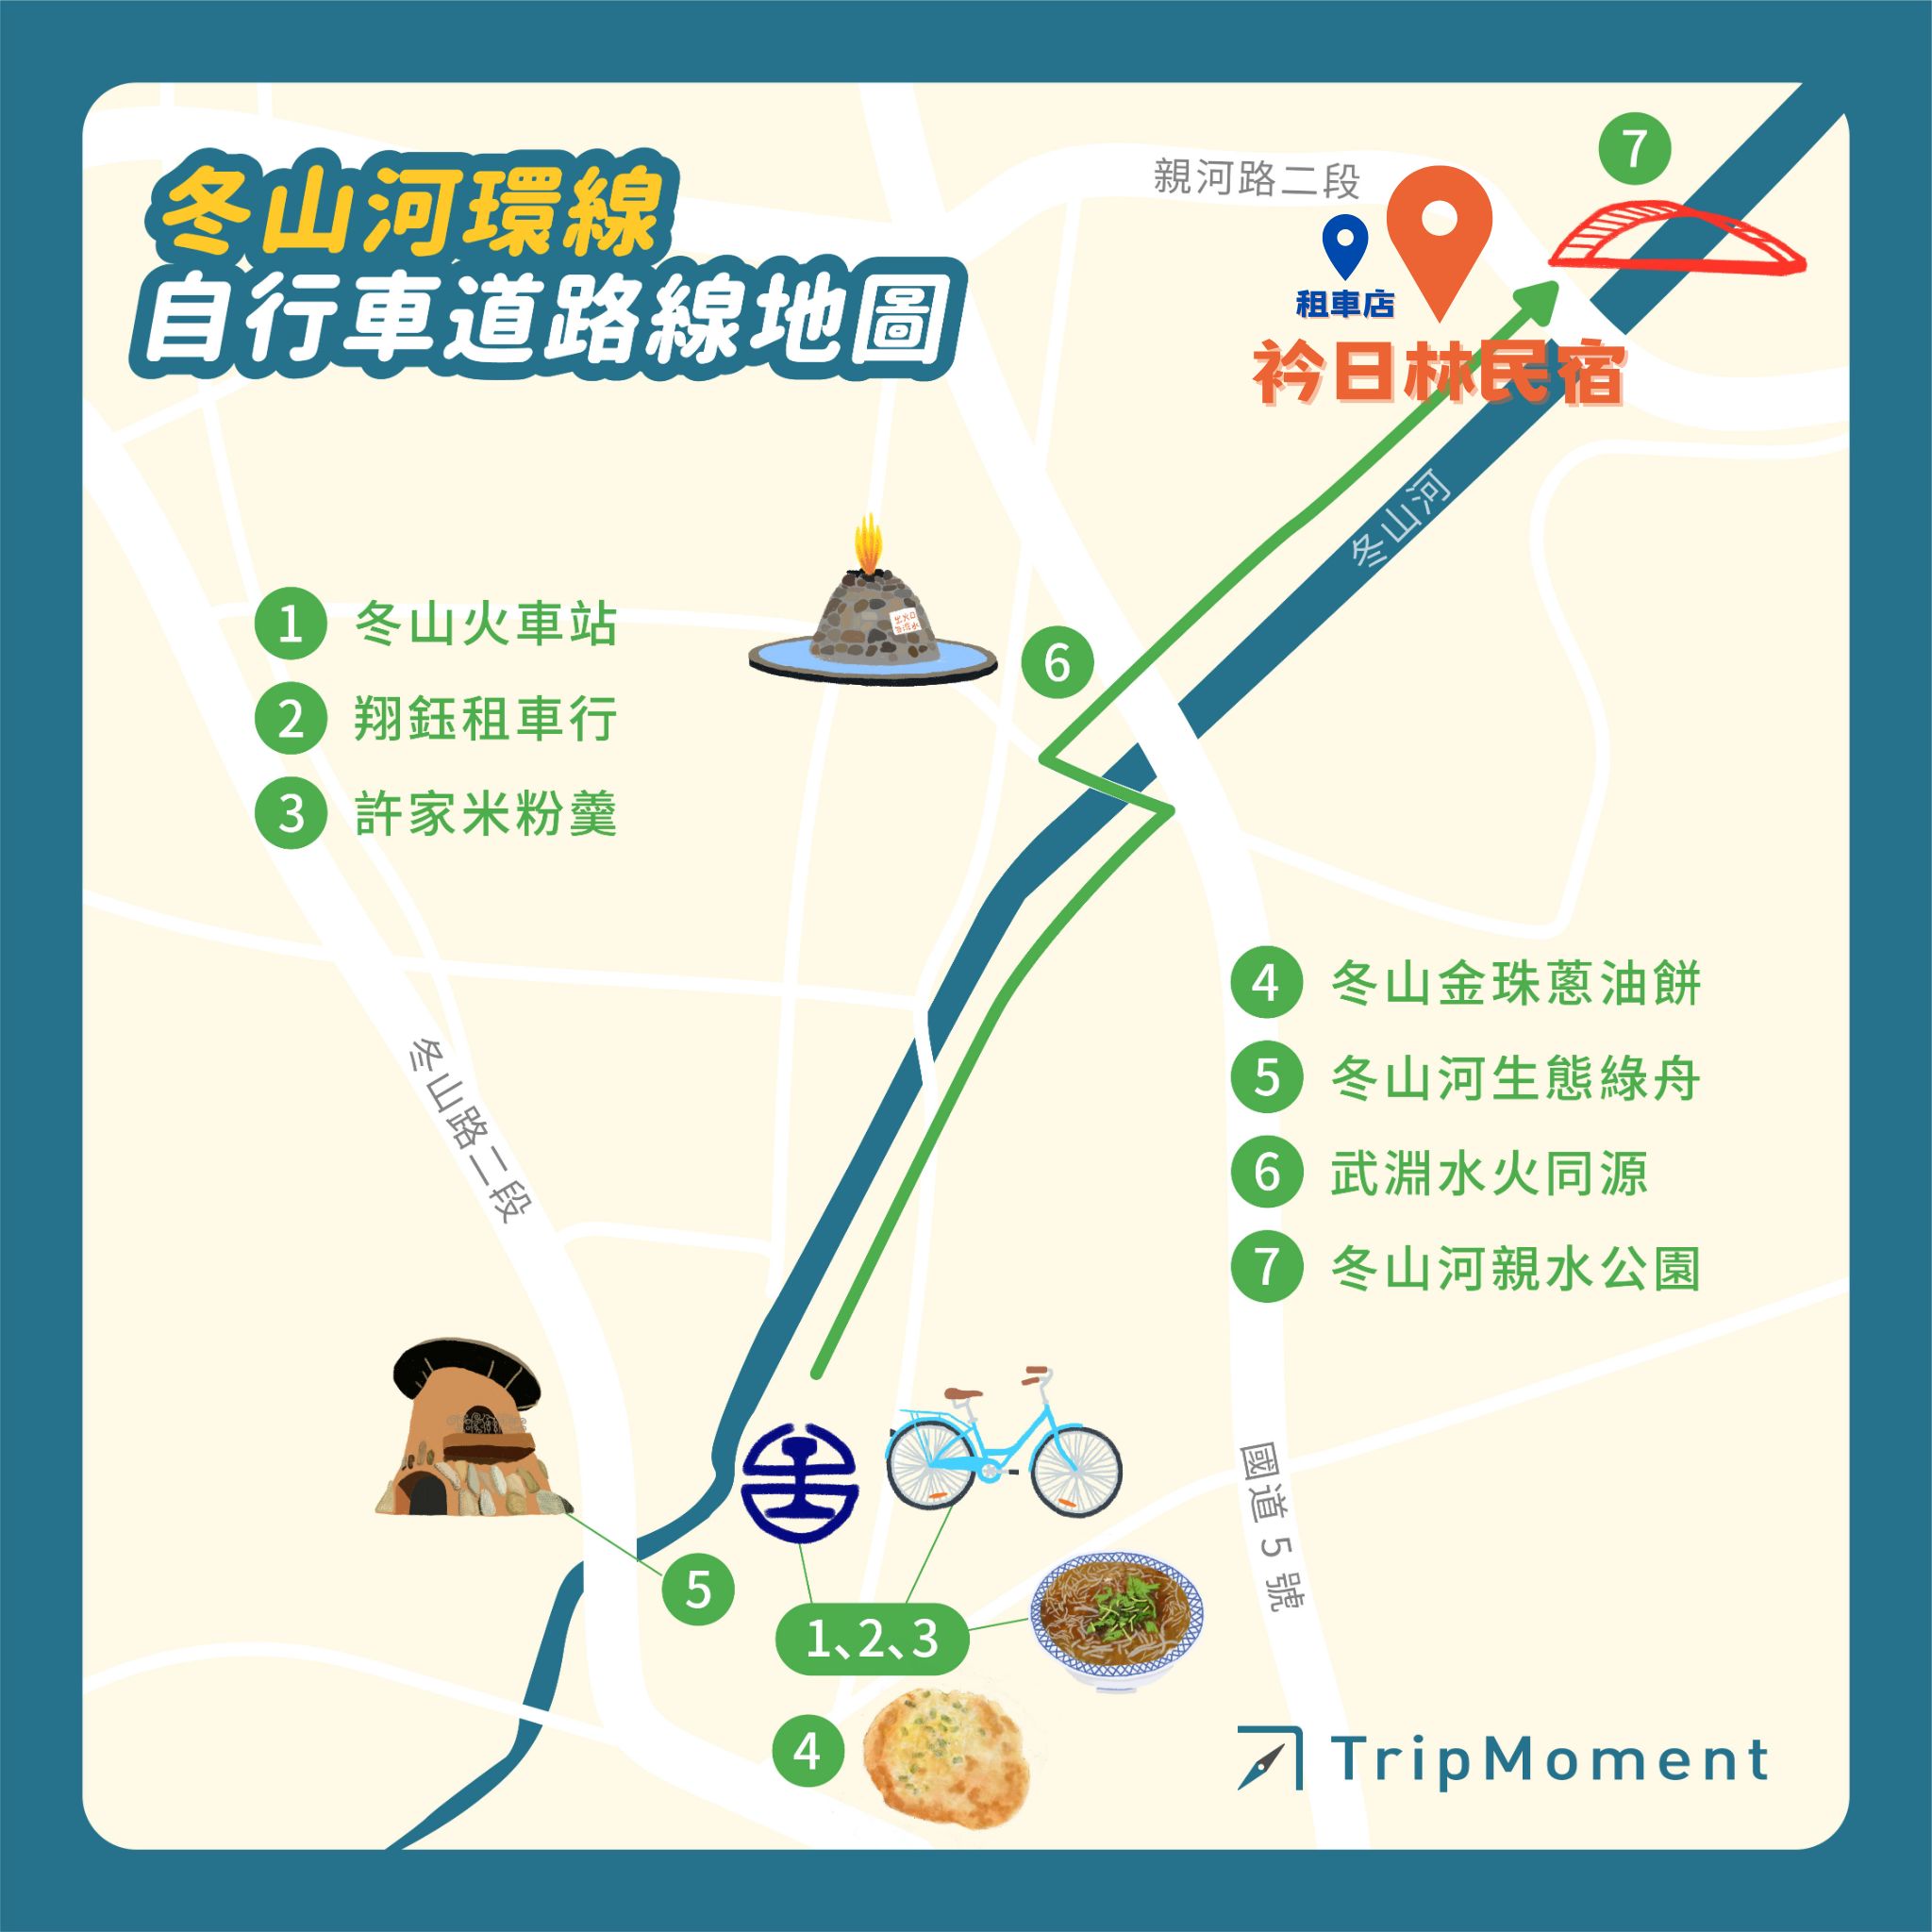 冬山河環線
自行車道路線地圖
親河路二段
7
租車店
衿日林民宿
冬山河
1 冬山火車站
2 翔鈺租車行
3 許家米粉羹
6
4 冬山金珠蔥油餅
5 冬山河生態綠舟
6 武淵水火同源
7 冬山河親水公園
冬山路二段
國道 5 號
5
1、2、3
4
TripMoment